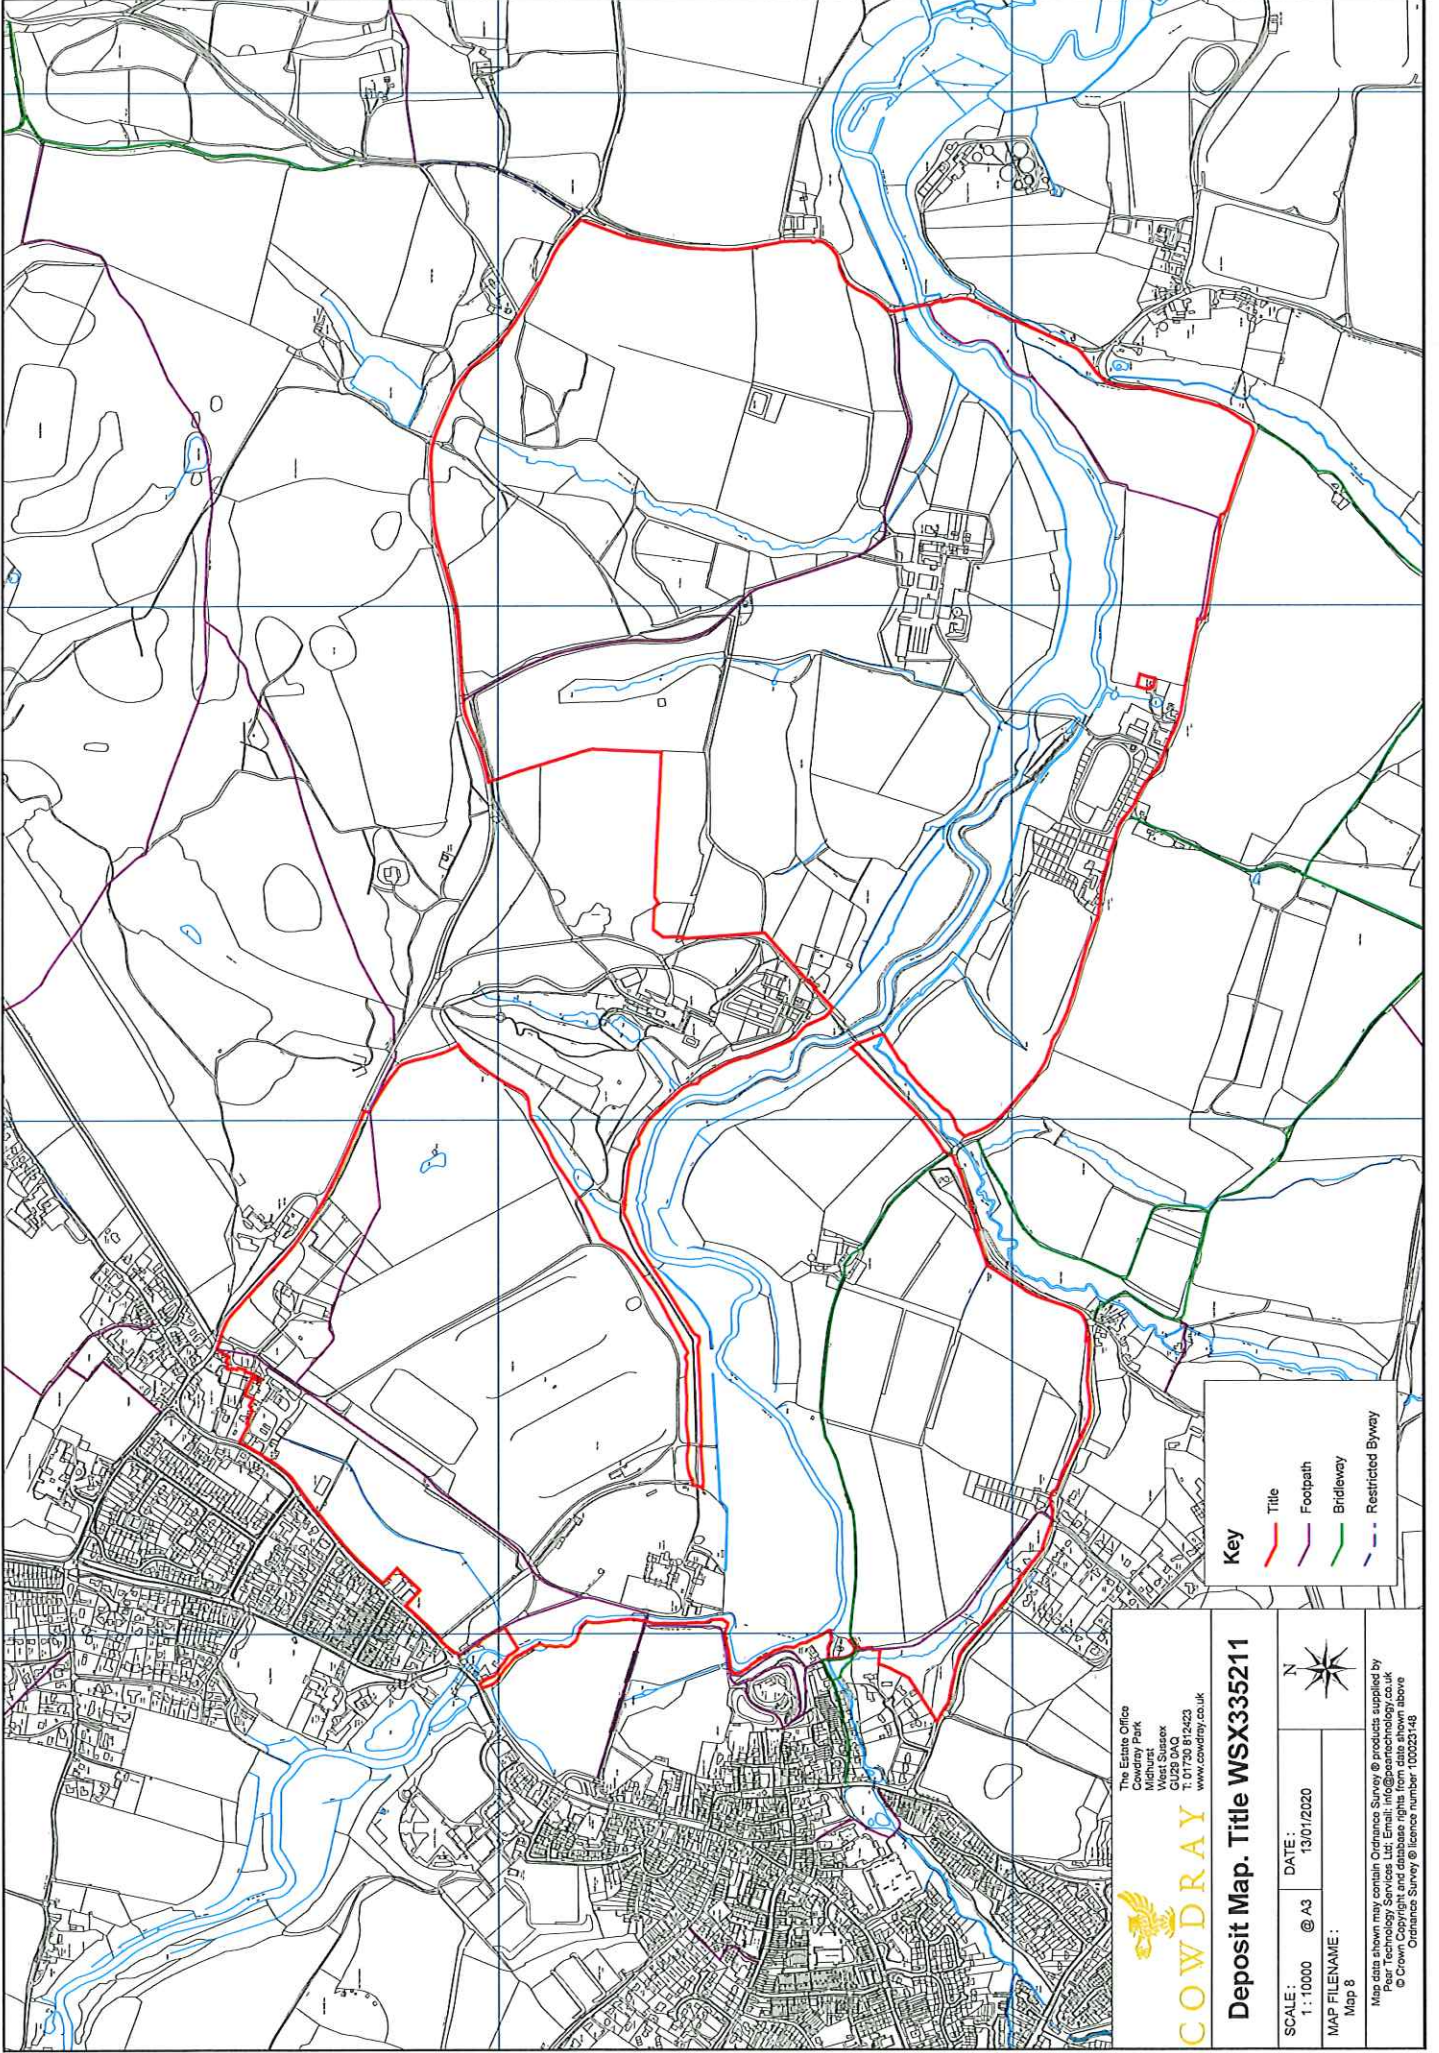 Key
Title
Footpath
Bridleway
Restricted Byway
COWDRAY
The Estate Office
Cowdray Park
Midhurst
West Sussex
GU29 0AQ
T: 01730 812423
www.cowdray.co.uk
Deposit Map. Title WSX335211
SCALE :
1 : 10000 @ A3
DATE :
13/01/2020
N
MAP FILENAME :
Map 8
Map data shown may contain Ordnance Survey ® products supplied by
Pear Technology Services Ltd; Email: info@peartechnology.co.uk
© Crown Copyright and database rights from date shown above
Ordnance Survey ® licence number 100023148